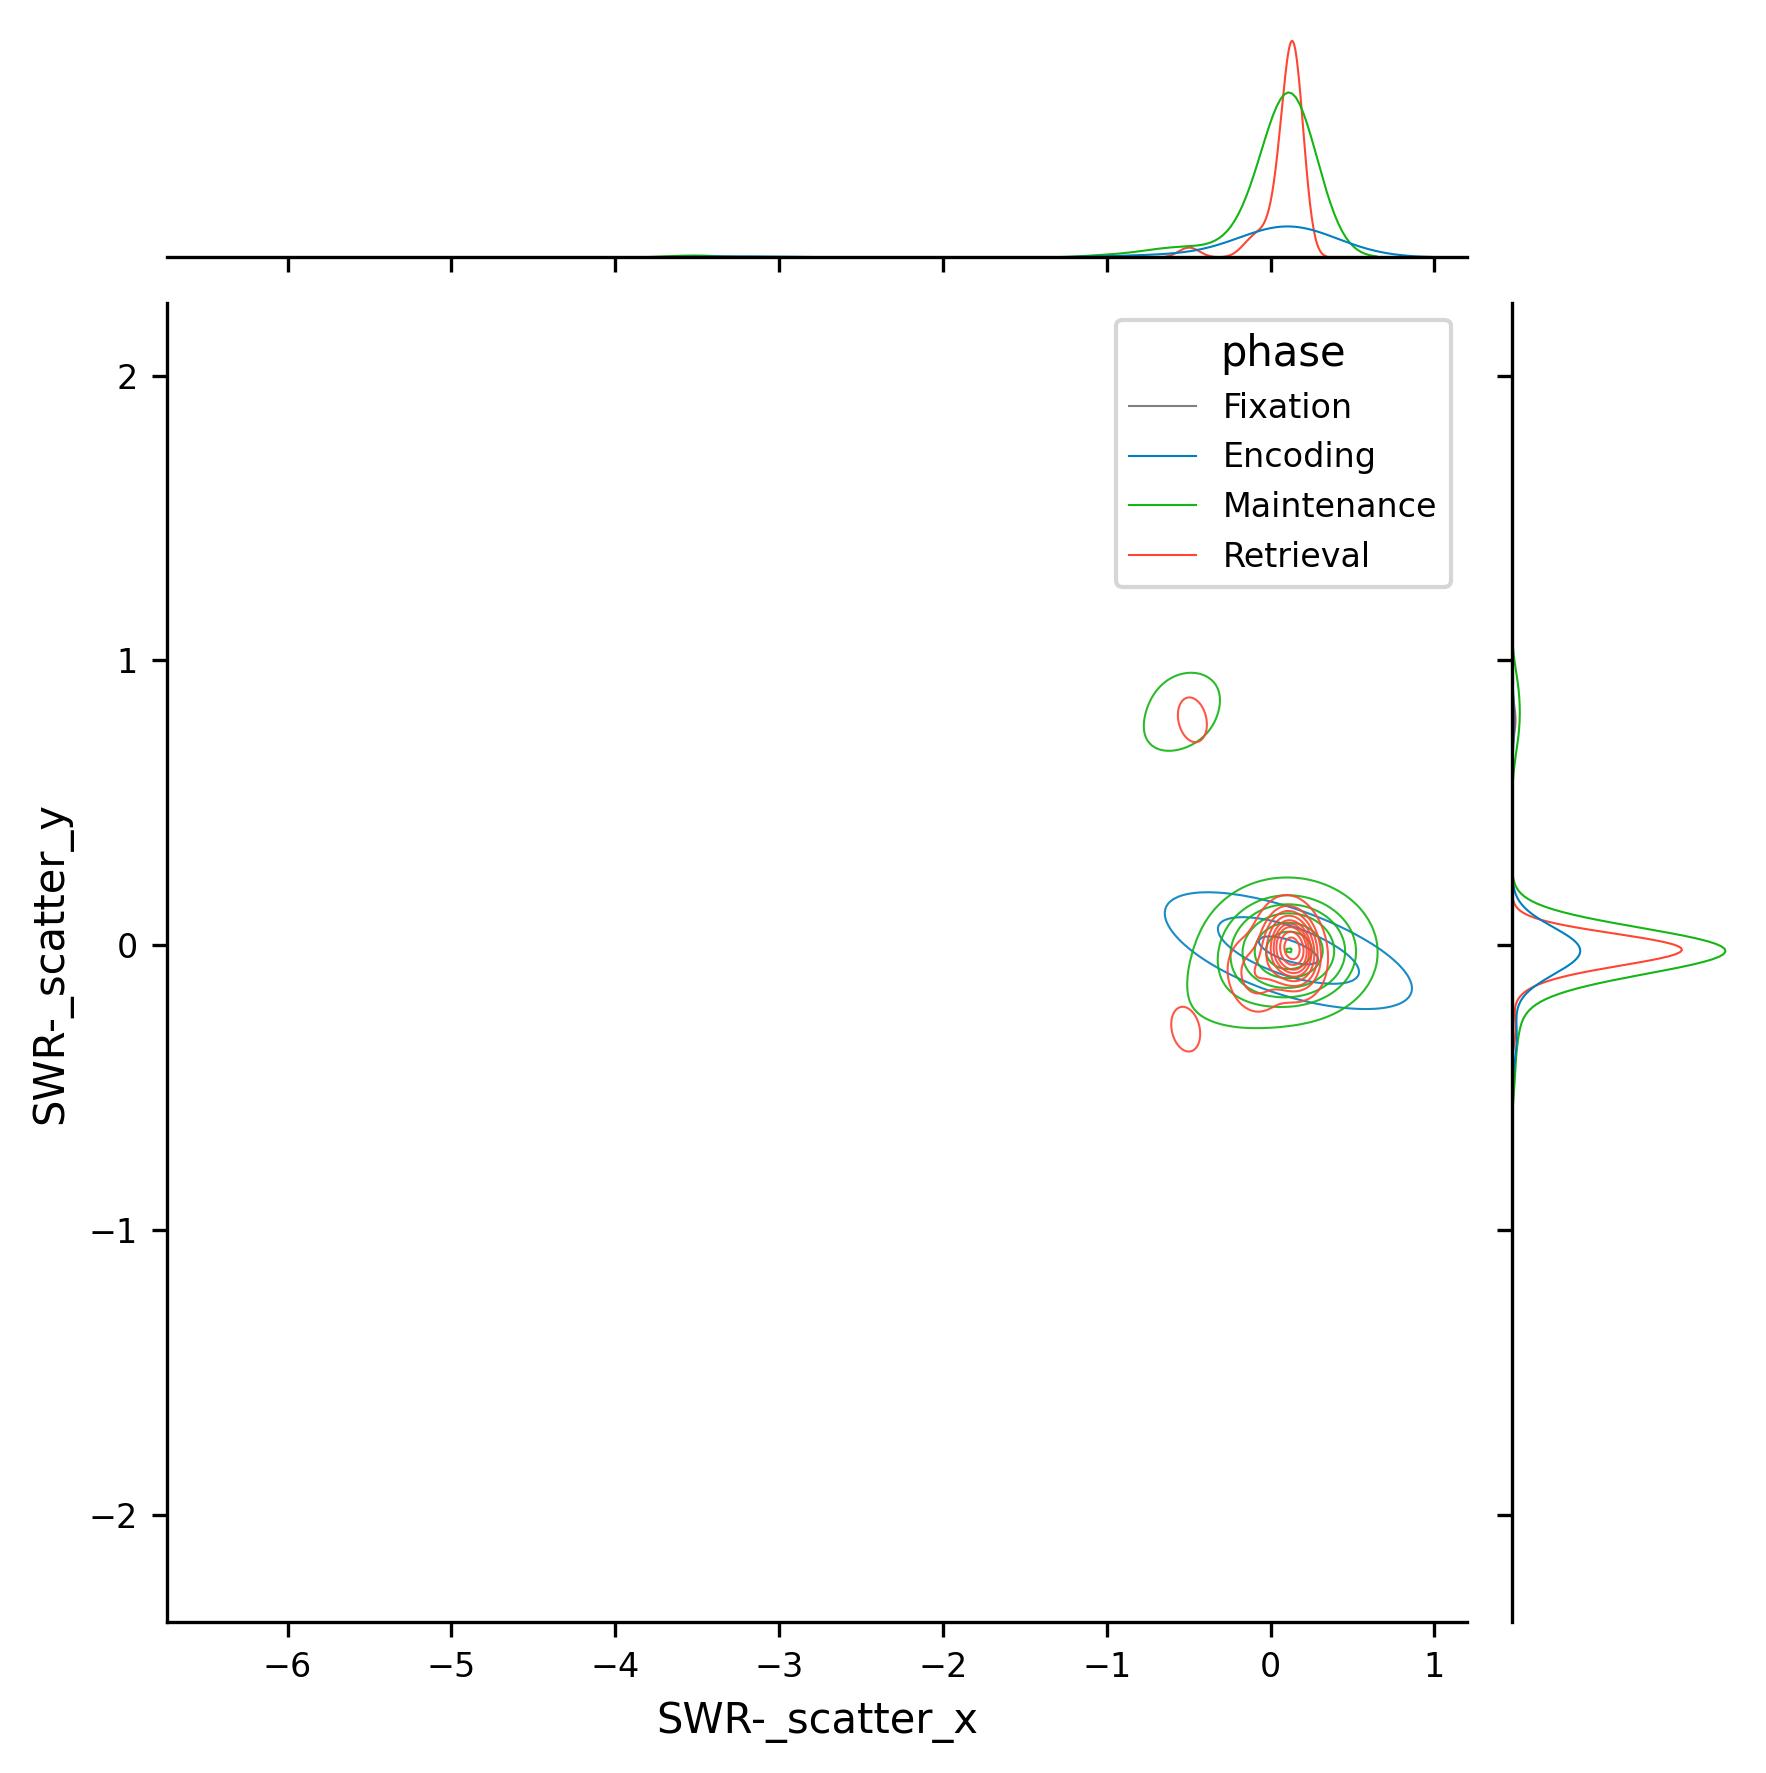 phase
Fixation
Encoding
Maintenance
Retrieval
2
1
0
−1
−2
SWR-_scatter_y
−6 −5 −4 −3 −2 −1 0 1
SWR-_scatter_x